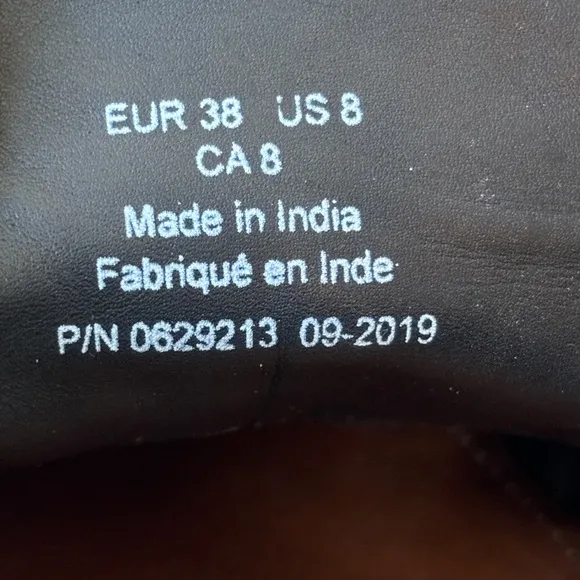 EUR 38 US 8
CA 8
Made in India
Fabriqué en Inde
P/N 0629213 09-2019